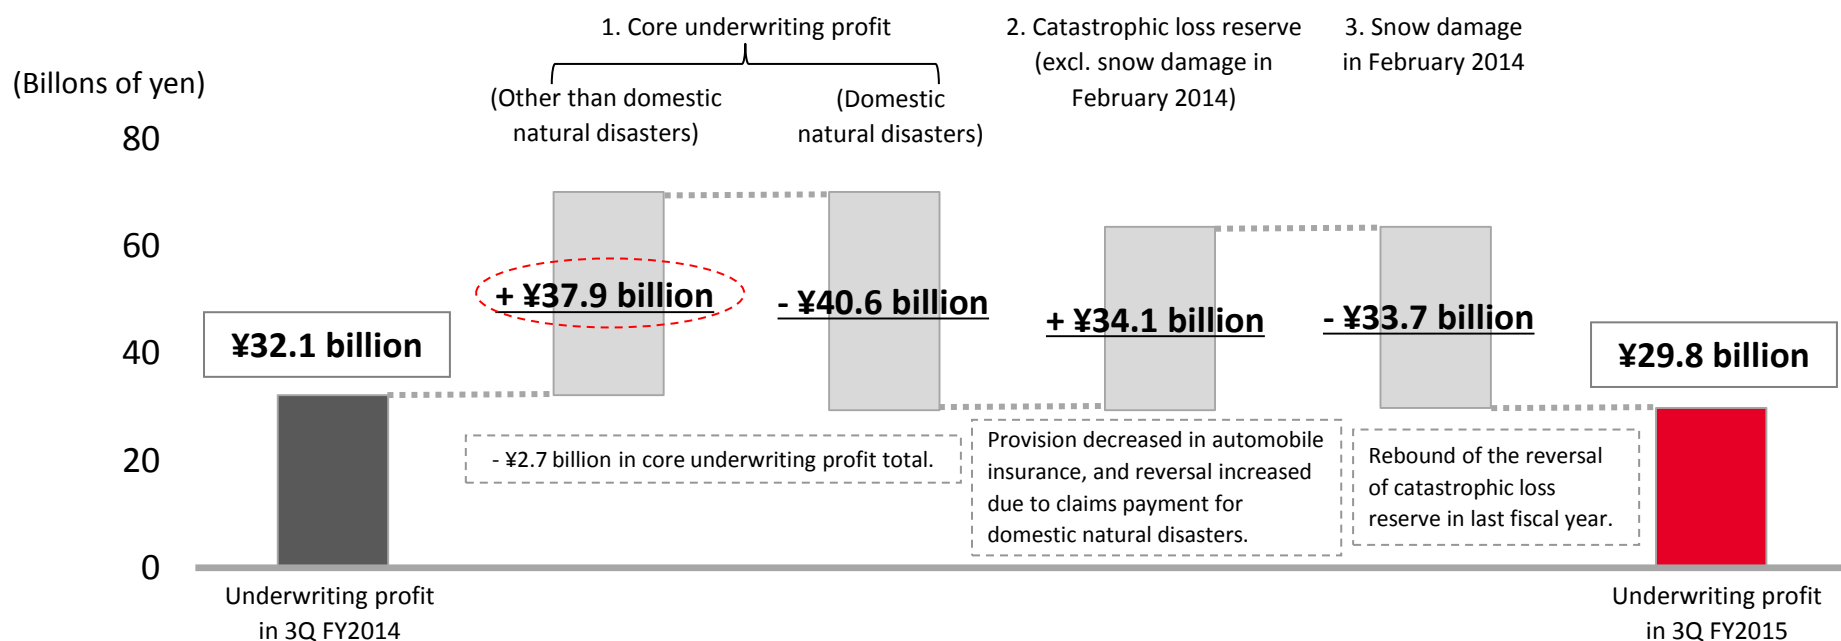 1. Core underwriting profit
2. Catastrophic loss reserve
(excl. snow damage in
February 2014)
3. Snow damage
in February 2014
(Billons of yen)
(Other than domestic
natural disasters)
(Domestic
natural disasters)
80
60
40
20
0
¥32.1 billion
+ ¥37.9 billion
- ¥40.6 billion
+ ¥34.1 billion
- ¥33.7 billion
¥29.8 billion
- ¥2.7 billion in core underwriting profit total.
Provision decreased in automobile
insurance, and reversal increased
due to claims payment for
domestic natural disasters.
Rebound of the reversal
of catastrophic loss
reserve in last fiscal year.
Underwriting profit
in 3Q FY2014
Underwriting profit
in 3Q FY2015